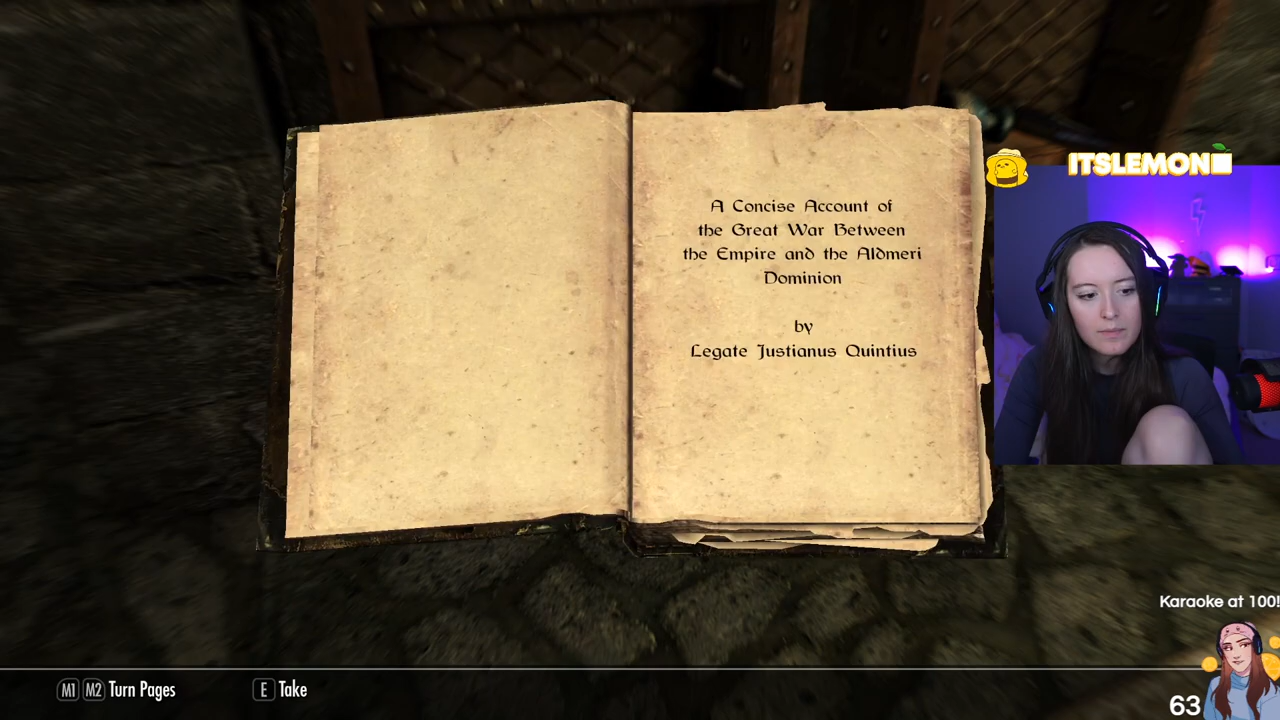 A Concise Account of
the Great War Between
the Empire and the Aldmeri
Dominion
by
Legate Justianus Quintius
ITSLEMON
Karaoke at 100!
M1 M2 Turn Pages
E Take
63